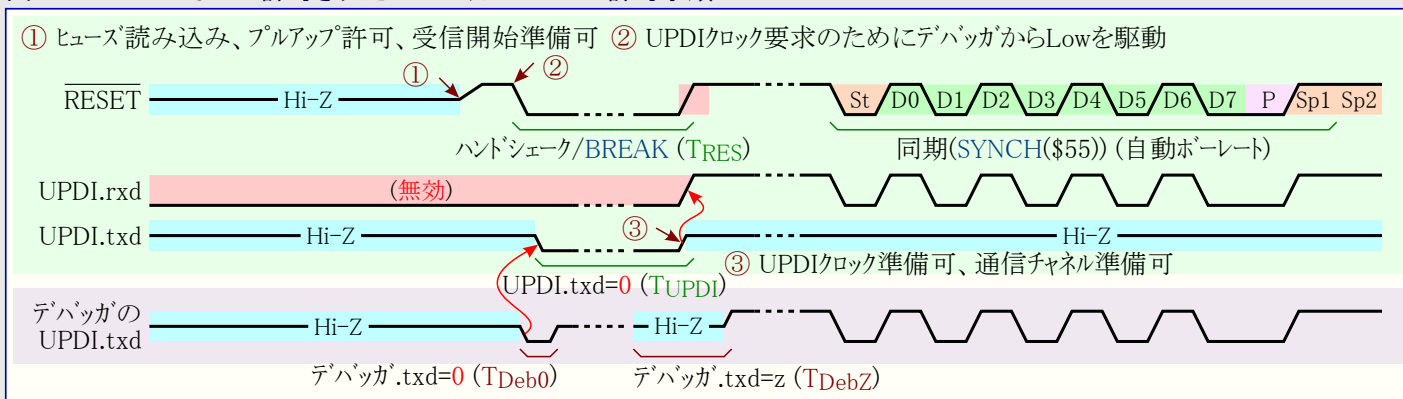 ① ヒューズ読み込み、プルアップ許可、受信開始準備可 ② UPDIクロック要求のためにデバッガからLowを駆動
① ②
RESET Hi-Z St D0 D1 D2 D3 D4 D5 D6 D7 P Sp1 Sp2
ハンドシェーク/BREAK (TRES) 同期(SYNCH($55)) (自動ボーレート)
UPDI.rxd (無効)
UPDI.txd Hi-Z ③ Hi-Z
③ UPDIクロック準備可、通信チャネル準備可
UPDI.txd=0 (TUPDI)
デバッガの
UPDI.txd Hi-Z Hi-Z
デバッガ.txd=0 (TDeb0) デバッガ.txd=z (TDebZ)